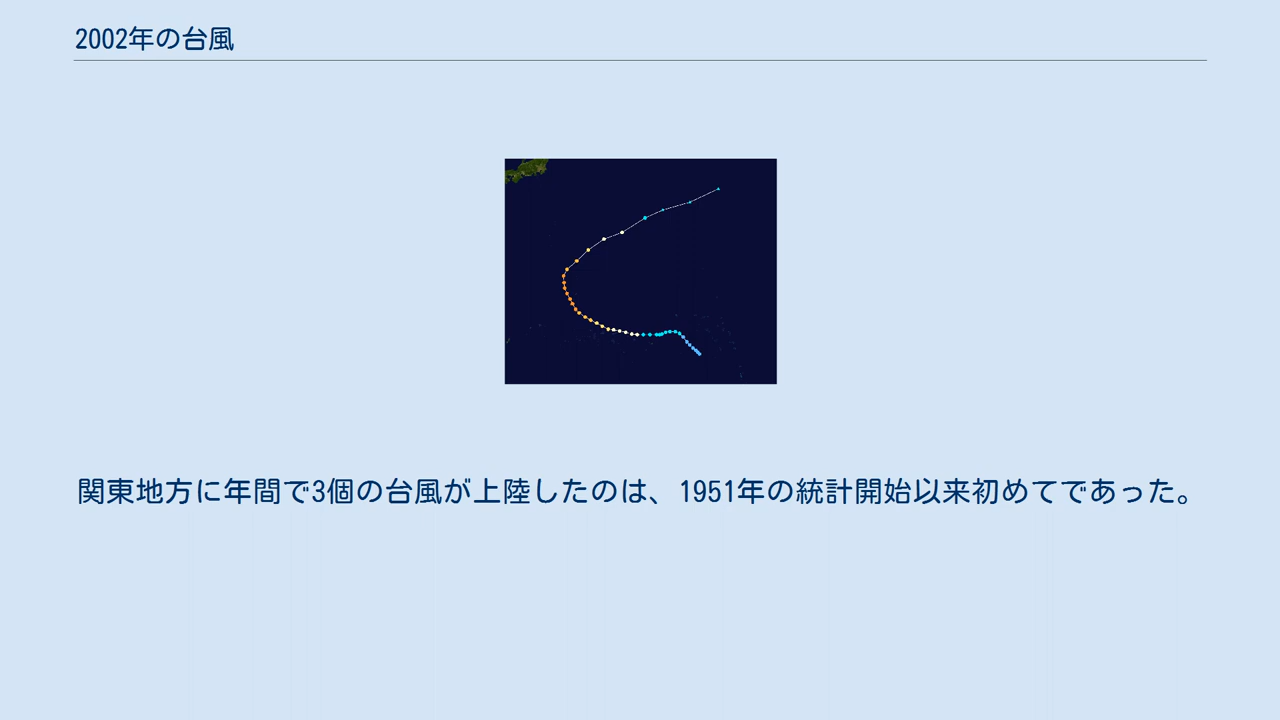 2002年の台風
関東地方に年間で3個の台風が上陸したのは、1951年の統計開始以来初めてであった。